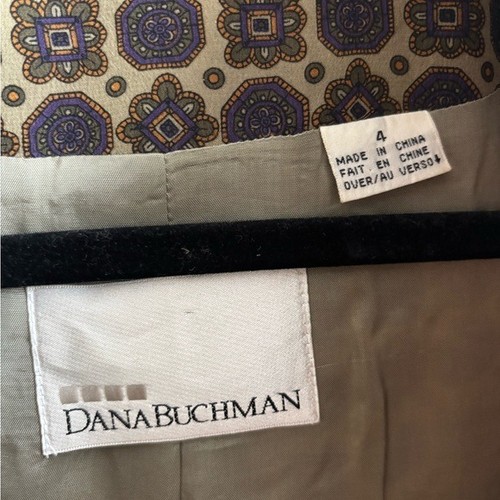 4
MADE IN CHINA
FAIT EN CHINE
OVER/AU VERSO↓
DANABUCHMAN